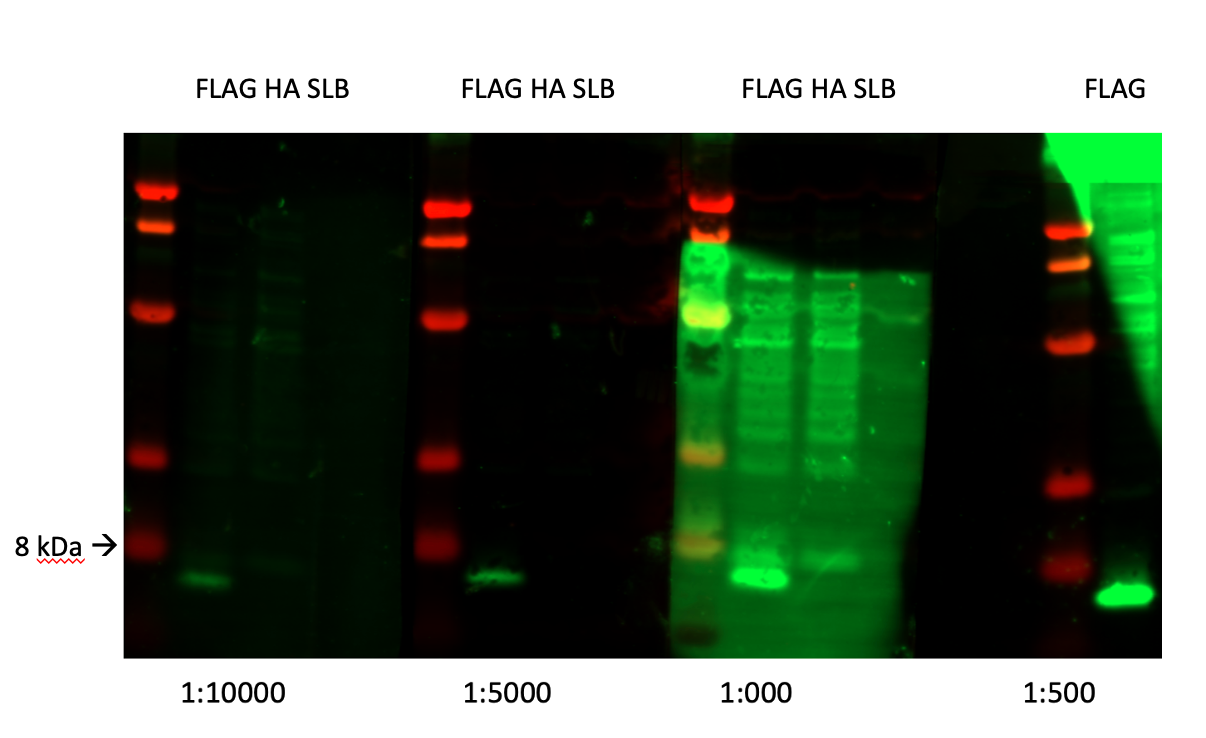 FLAG HA SLB
FLAG HA SLB
FLAG HA SLB
FLAG
8 kDa →
1:10000
1:5000
1:000
1:500